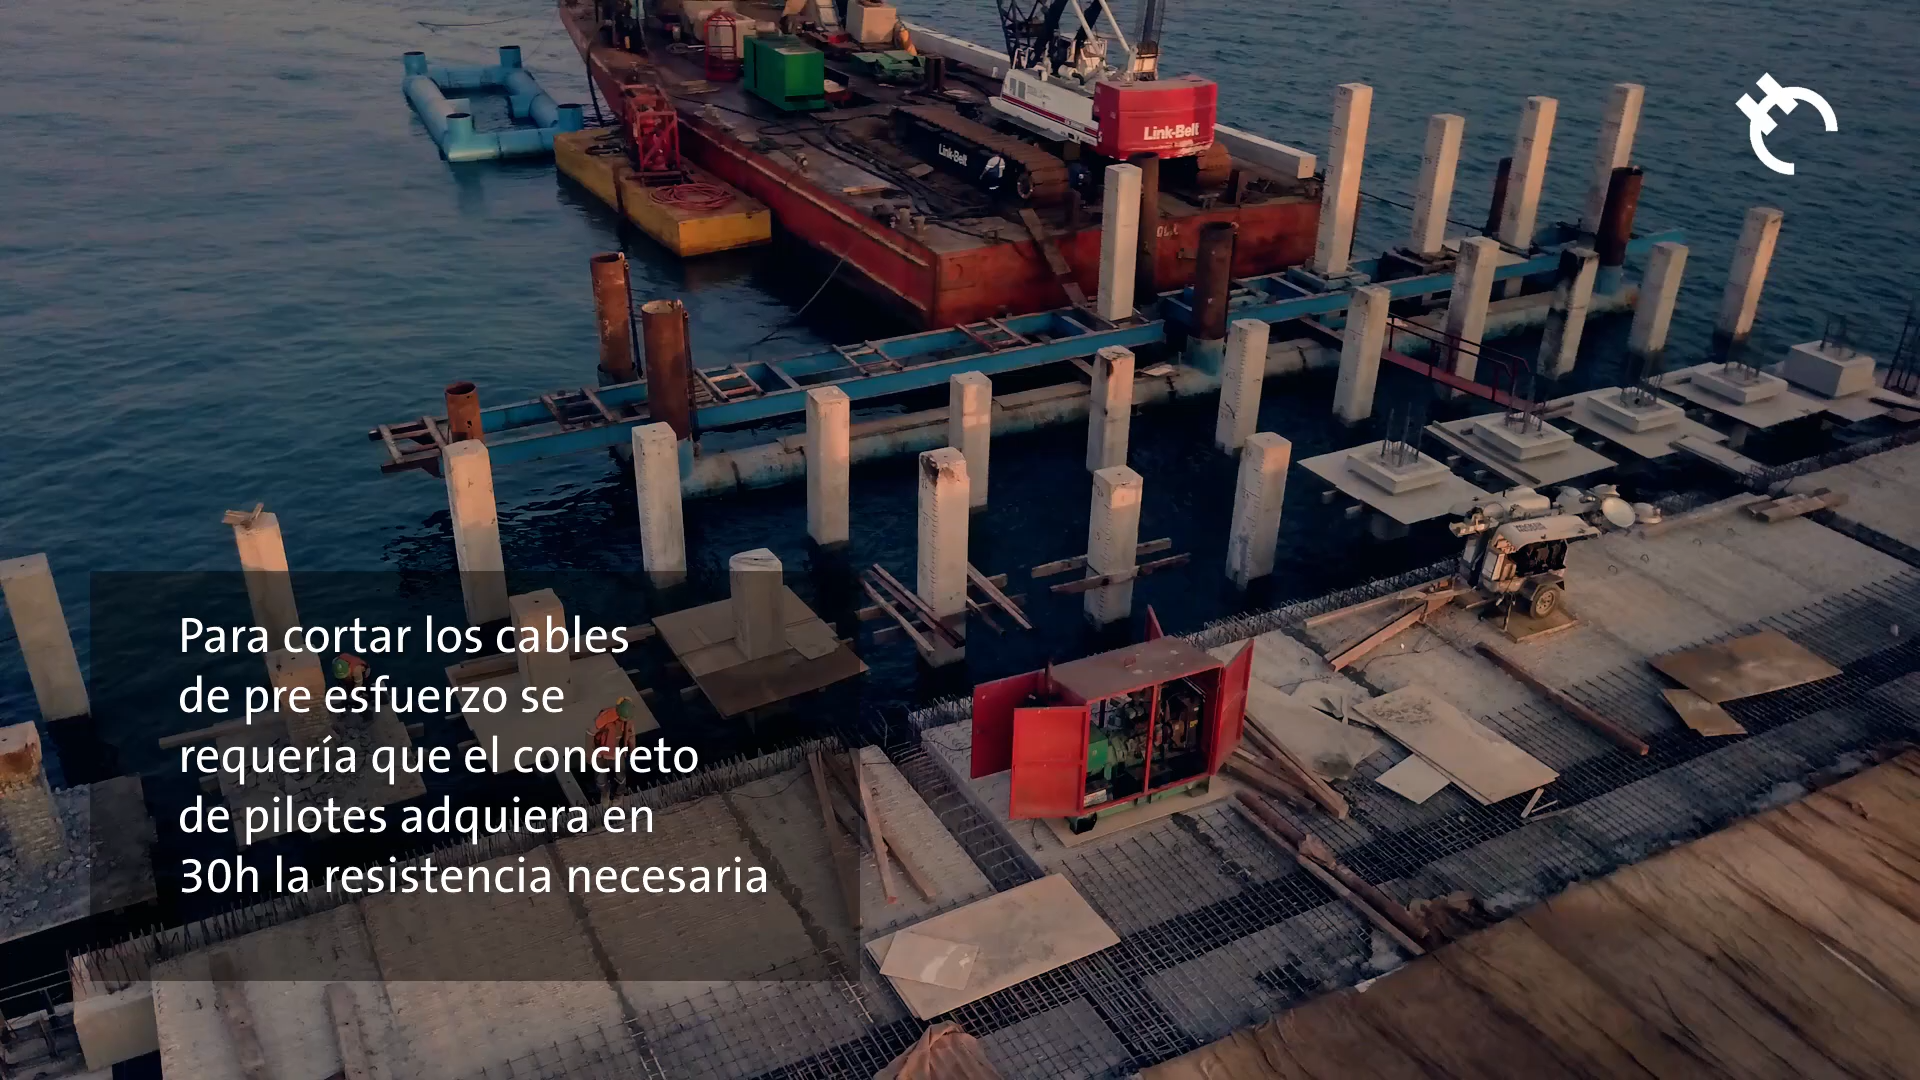 Link-Belt
Link-Belt
Para cortar los cables
de pre esfuerzo se
requería que el concreto
de pilotes adquiera en
30h la resistencia necesaria